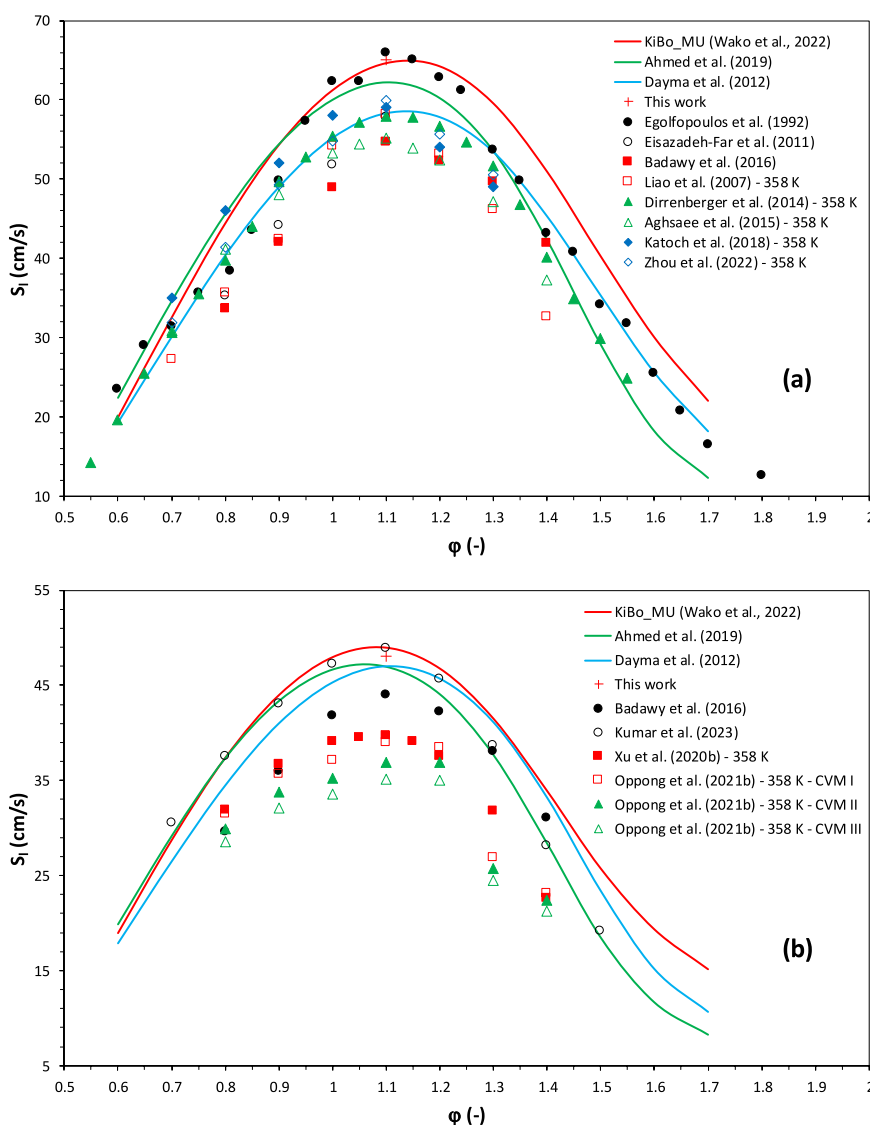 (a)
70
60
50
40
30
20
10
S_l (cm/s)
KiBo_MU (Wako et al., 2022)
Ahmed et al. (2019)
Dayma et al. (2012)
This work
Egolfopoulos et al. (1992)
Eisazadeh-Far et al. (2011)
Badawy et al. (2016)
Liao et al. (2007) - 358 K
Dirrenberger et al. (2014) - 358 K
Aghsaee et al. (2015) - 358 K
Katoch et al. (2018) - 358 K
Zhou et al. (2022) - 358 K
0.5 0.6 0.7 0.8 0.9 1 1.1 1.2 1.3 1.4 1.5 1.6 1.7 1.8 1.9 2
φ (-)
55
45
35
25
15
5
S_l (cm/s)
KiBo_MU (Wako et al., 2022)
Ahmed et al. (2019)
Dayma et al. (2012)
This work
Badawy et al. (2016)
Kumar et al. (2023)
Xu et al. (2020b) - 358 K
Oppong et al. (2021b) - 358 K - CVM I
Oppong et al. (2021b) - 358 K - CVM II
Oppong et al. (2021b) - 358 K - CVM III
(b)
0.5 0.6 0.7 0.8 0.9 1 1.1 1.2 1.3 1.4 1.5 1.6 1.7 1.8 1.9 2
φ (-)